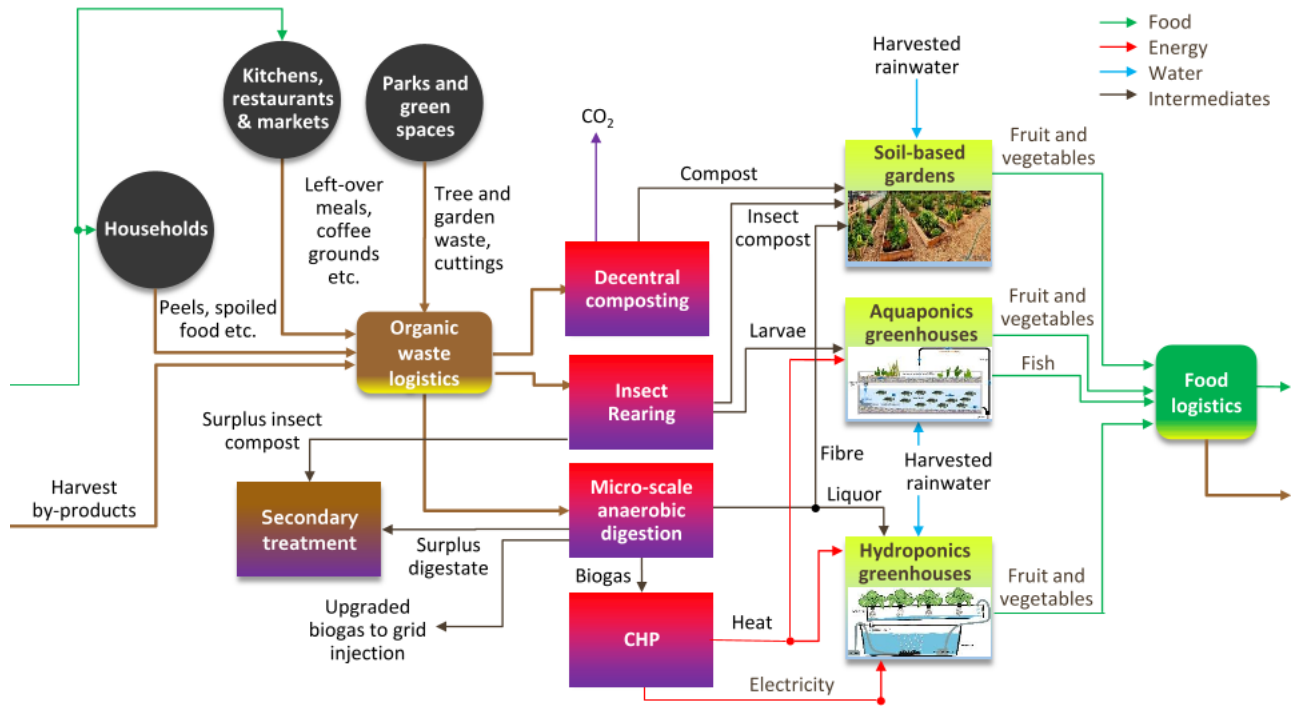 Food
Energy
Water
Intermediates
Harvested
rainwater
Kitchens,
restaurants
& markets
Parks and
green
spaces
CO₂
Fruit and
vegetables
Soil-based
gardens
Compost
Insect
compost
Left-over
meals,
coffee
grounds
etc.
Tree and
garden
waste,
cuttings
Households
Decentral
composting
Peels, spoiled
food etc.
Organic
waste
logistics
Larvae
Aquaponics
greenhouses
Fruit and
vegetables
Fish
Food
logistics
Insect
Rearing
Surplus insect
compost
Harvest
by-products
Secondary
treatment
Micro-scale
anaerobic
digestion
Fibre
Liquor
Harvested
rainwater
Surplus
digestate
Biogas
Hydroponics
greenhouses
Fruit and
vegetables
Upgraded
biogas to grid
injection
CHP
Heat
Electricity